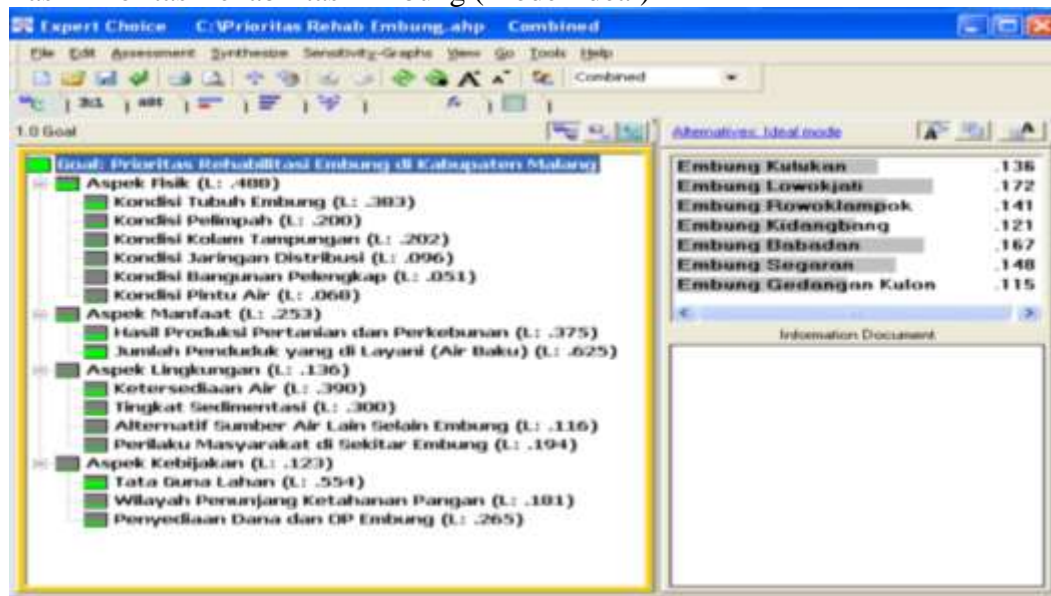 Expert Choice C:\Prioritas Rehab Embung.ahp Combined
File Edit Assessment Synthesize Sensitivity-Graphs View Go Tools Help
Combined
3:1 ABC
1.0 Goal
Alternatives: Ideal mode
Goal: Prioritas Rehabilitasi Embung di Kabupaten Malang
Aspek Fisik (L: .488)
Kondisi Tubuh Embung (L: .383)
Kondisi Pelimpah (L: .200)
Kondisi Kolam Tampungan (L: .202)
Kondisi Jaringan Distribusi (L: .096)
Kondisi Bangunan Pelengkap (L: .051)
Kondisi Pintu Air (L: .068)
Aspek Manfaat (L: .253)
Hasil Produksi Pertanian dan Perkebunan (L: .375)
Jumlah Penduduk yang di Layani (Air Baku) (L: .625)
Aspek Lingkungan (L: .136)
Ketersediaan Air (L: .390)
Tingkat Sedimentasi (L: .300)
Alternatif Sumber Air Lain Selain Embung (L: .116)
Perilaku Masyarakat di Sekitar Embung (L: .194)
Aspek Kebijakan (L: .123)
Tata Guna Lahan (L: .554)
Wilayah Penunjang Ketahanan Pangan (L: .181)
Penyediaan Dana dan OP Embung (L: .265)
Embung Kulukan .136
Embung Lowokjati .172
Embung Rowoklampok .141
Embung Kidangbang .121
Embung Babadan .167
Embung Segaran .148
Embung Gedangan Kulon .115
Information Document